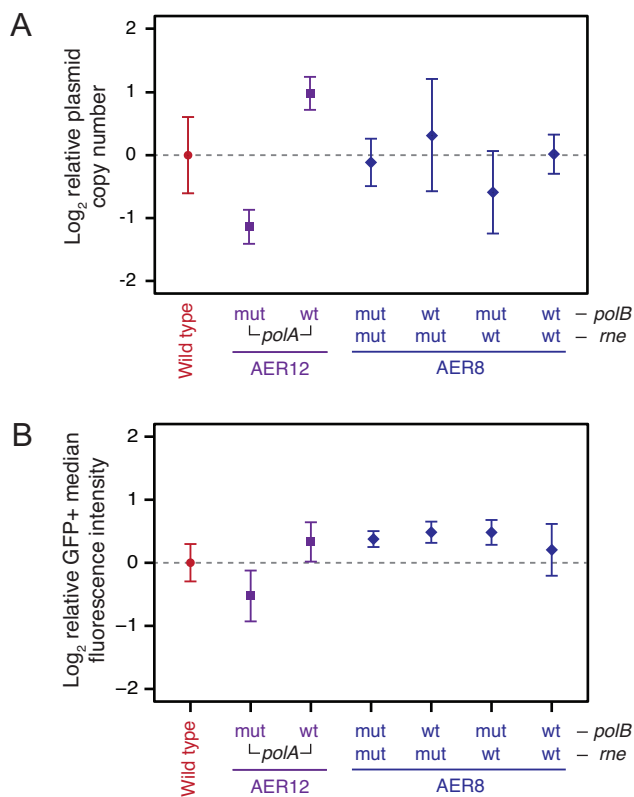 A
Log2 relative plasmid
copy number
2
1
0
-1
-2
Wild type
mut wt
polA
AER12
mut wt mut wt – polB
mut mut wt wt – rne
AER8
B
Log2 relative GFP+ median
fluorescence intensity
2
1
0
−1
−2
Wild type
mut wt
polA
AER12
mut wt mut wt – polB
mut mut wt wt – rne
AER8